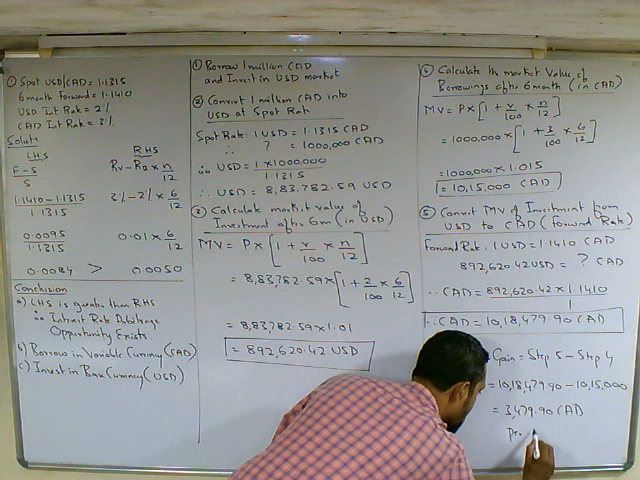 ① Spot USD/CAD = 1.1315
6month Forward = 1.1410
USD Int Rate = 2%
CAD Int Rate = 3%
Solutn
LHS RHS
F-S/S Rv - RB × n/12
1.1410-1.1315/1.1315 3% - 2% × 6/12
0.0095/1.1315 0.01 × 6/12
0.0084 > 0.0050
Conclusion
a) LHS is greater than RHS
∴ Interest Rate Arbitrage
Opportunity Exists.
b) Borrow in Variable Currency (CAD)
c) Invest in Base Currency (USD)
① Borrow 1 million CAD
and Invest in USD market
② Convert 1 million CAD into
USD at Spot Rate
Spot Rate: 1 USD = 1.1315 CAD
∴ ? = 1000,000 CAD
∴ USD = 1 × 1000.000/1.1315
∴ USD = 8,83,782.59 USD
③ Calculate market value of
Investment after 6m (in USD)
MV = P × [1 + r/100 × n/12]
= 8,83,782.59 × [1 + 2/100 × 6/12]
= 8,83,782.59 × 1.01
= 892,620.42 USD
④ Calculate the market Value of
Borrowings after 6month (in CAD)
MV = P × [1 + r/100 × n/12]
= 1000,000 × [1 + 3/100 × 6/12]
= 1000,000 × 1.015
= 10,15,000 CAD
⑤ Convert MV of Investment from
USD to CAD (Forward Rate)
Forward Rate: 1 USD = 1.1410 CAD
892,620.42 USD = ? CAD
∴ CAD = 892,620.42 × 1.1410/1
∴ CAD = 10,18,479.90 CAD
Gain = Step 5 - Step 4
= 10,18,479.90 - 10,15,000
= 3,479.90 CAD